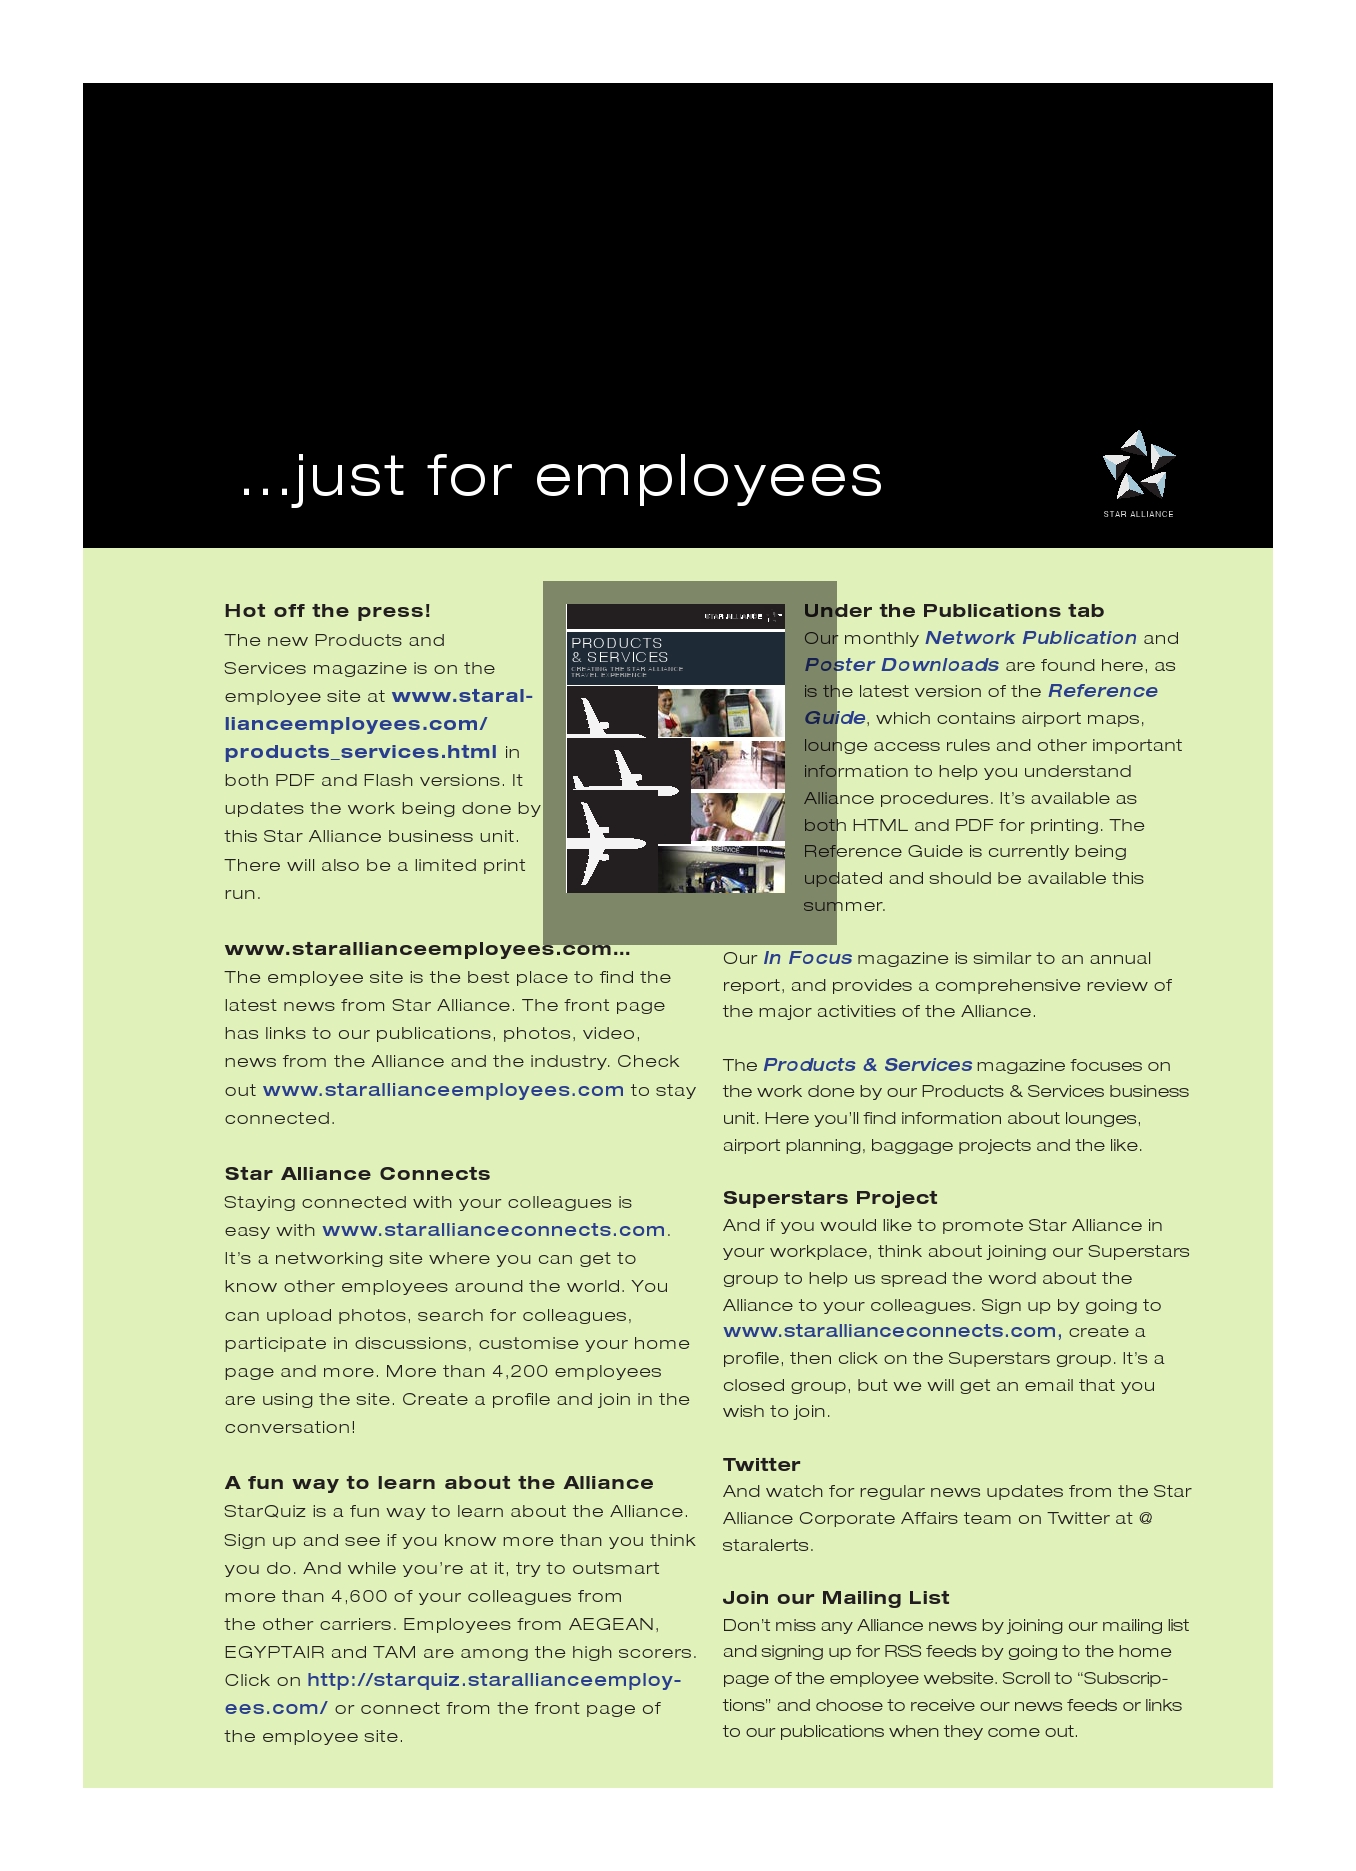 ...just for employees
STAR ALLIANCE
Hot off the press!
The new Products and
Services magazine is on the
employee site at www.staral-
lianceemployees.com/
products_services.html in
both PDF and Flash versions. It
updates the work being done by
this Star Alliance business unit.
There will also be a limited print
run.
www.starallianceemployees.com...
The employee site is the best place to find the
latest news from Star Alliance. The front page
has links to our publications, photos, video,
news from the Alliance and the industry. Check
out www.starallianceemployees.com to stay
connected.
Star Alliance Connects
Staying connected with your colleagues is
easy with www.starallianceconnects.com.
It's a networking site where you can get to
know other employees around the world. You
can upload photos, search for colleagues,
participate in discussions, customise your home
page and more. More than 4,200 employees
are using the site. Create a profile and join in the
conversation!
A fun way to learn about the Alliance
StarQuiz is a fun way to learn about the Alliance.
Sign up and see if you know more than you think
you do. And while you're at it, try to outsmart
more than 4,600 of your colleagues from
the other carriers. Employees from AEGEAN,
EGYPTAIR and TAM are among the high scorers.
Click on http://starquiz.starallianceemploy-
ees.com/ or connect from the front page of
the employee site.
STAR ALLIANCE
PRODUCTS
& SERVICES
CREATING THE STAR ALLIANCE
TRAVEL EXPERIENCE
SERVICE
STAR ALLIANCE
Under the Publications tab
Our monthly Network Publication and
Poster Downloads are found here, as
is the latest version of the Reference
Guide, which contains airport maps,
lounge access rules and other important
information to help you understand
Alliance procedures. It's available as
both HTML and PDF for printing. The
Reference Guide is currently being
updated and should be available this
summer.
Our In Focus magazine is similar to an annual
report, and provides a comprehensive review of
the major activities of the Alliance.
The Products & Services magazine focuses on
the work done by our Products & Services business
unit. Here you'll find information about lounges,
airport planning, baggage projects and the like.
Superstars Project
And if you would like to promote Star Alliance in
your workplace, think about joining our Superstars
group to help us spread the word about the
Alliance to your colleagues. Sign up by going to
www.starallianceconnects.com, create a
profile, then click on the Superstars group. It's a
closed group, but we will get an email that you
wish to join.
Twitter
And watch for regular news updates from the Star
Alliance Corporate Affairs team on Twitter at @
staralerts.
Join our Mailing List
Don't miss any Alliance news by joining our mailing list
and signing up for RSS feeds by going to the home
page of the employee website. Scroll to “Subscrip-
tions” and choose to receive our news feeds or links
to our publications when they come out.